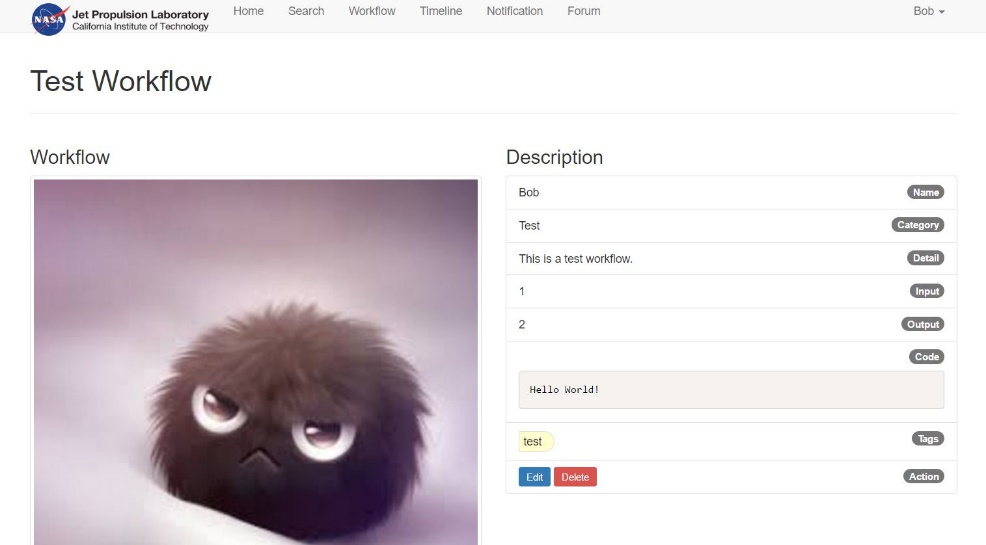 NASA Jet Propulsion Laboratory
California Institute of Technology
Home Search Workflow Timeline Notification Forum Bob
Test Workflow
Workflow
Description
Bob Name
Test Category
This is a test workflow. Detail
1 Input
2 Output
Code
Hello World!
test Tags
Edit Delete Action